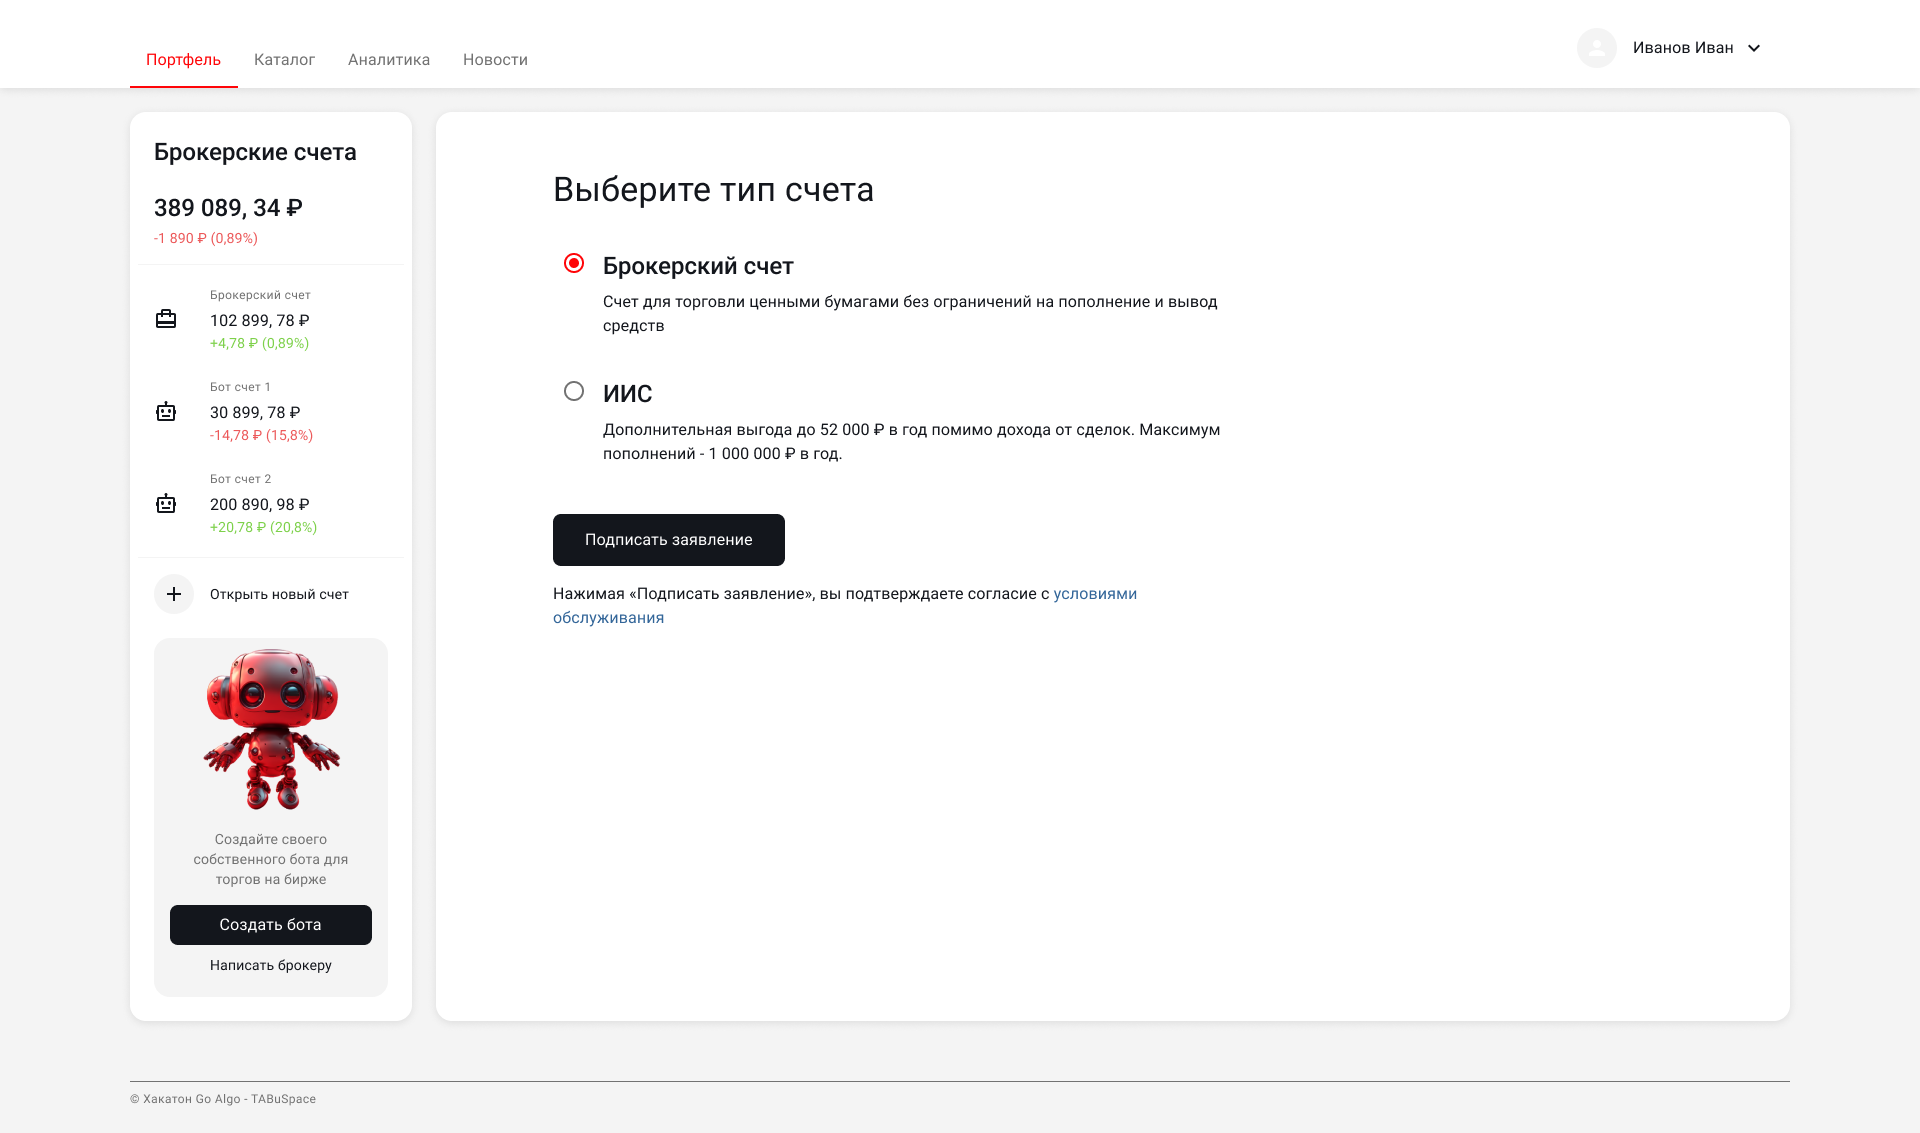 Портфель
Каталог
Аналитика
Новости
Иванов Иван
Брокерские счета
389 089, 34 ₽
-1 890 ₽ (0,89%)
Брокерский счет
102 899, 78 ₽
+4,78 ₽ (0,89%)
Бот счет 1
30 899, 78 ₽
-14,78 ₽ (15,8%)
Бот счет 2
200 890, 98 ₽
+20,78 ₽ (20,8%)
Открыть новый счет
Создайте своего
собственного бота для
торгов на бирже
Создать бота
Написать брокеру
Выберите тип счета
Брокерский счет
Счет для торговли ценными бумагами без ограничений на пополнение и вывод
средств
ИИС
Дополнительная выгода до 52 000 ₽ в год помимо дохода от сделок. Максимум
пополнений - 1 000 000 ₽ в год.
Подписать заявление
Нажимая «Подписать заявление», вы подтверждаете согласие с условиями
обслуживания
© Хакатон Go Algo - TABuSpace